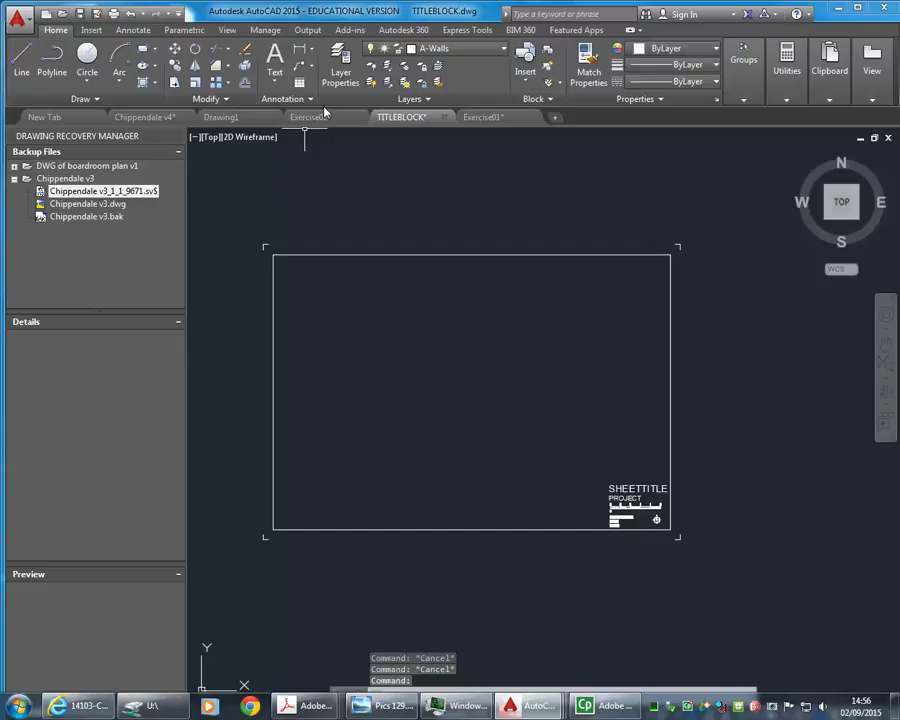 Autodesk AutoCAD 2015 - EDUCATIONAL VERSION TITLEBLOCK.dwg
Type a keyword or phrase
Sign In
Home Insert Annotate Parametric View Manage Output Add-ins Autodesk 360 Express Tools BIM 360 Featured Apps
A-Walls
ByLayer
ByLayer
ByLayer
Line Polyline Circle Arc
Text
Layer Properties
Insert
Match Properties
Groups
Utilities
Clipboard
View
Draw Modify Annotation Layers Block Properties
New Tab Chippendale v4* Drawing1 TITLEBLOCK* Exercise01*
DRAWING RECOVERY MANAGER
Backup Files
DWG of boardroom plan v1
Chippendale v3
Chippendale v3_1_1_9671.sv$
Chippendale v3.dwg
Chippendale v3.bak
Details
Preview
[−][Top][2D Wireframe]
N
W TOP E
S
WCS
SHEETTITLE
PROJECT
Y
X
Command: *Cancel*
Command: *Cancel*
Command:
14103-C... U:\ Adobe... Pics 129.... Window... AutoC... Adobe ...
14:56
02/09/2015